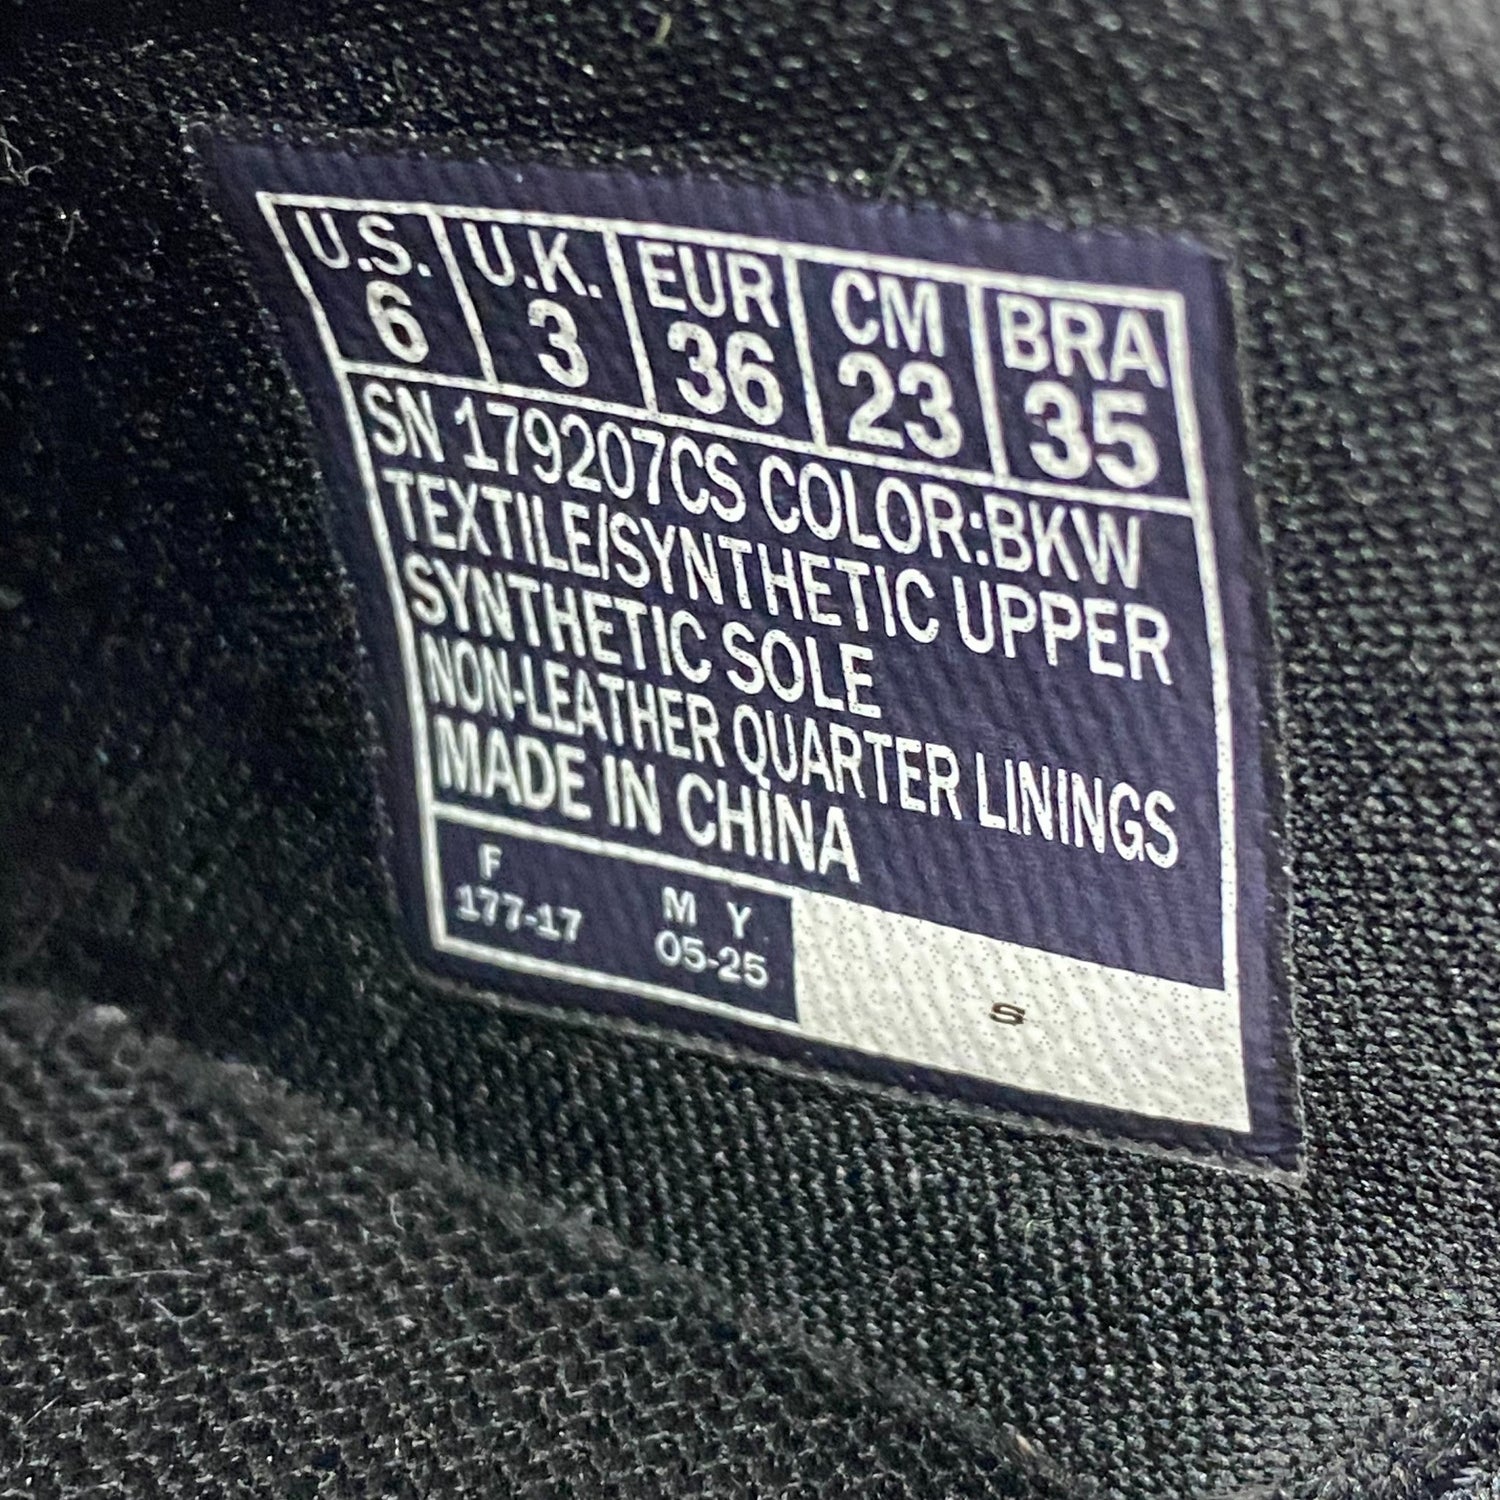 U.S. U.K. EUR CM BRA
6 3 36 23 35
SN 179207CS COLOR:BKW
TEXTILE/SYNTHETIC UPPER
SYNTHETIC SOLE
NON-LEATHER QUARTER LININGS
MADE IN CHINA
F M Y
177-17 05-25
S